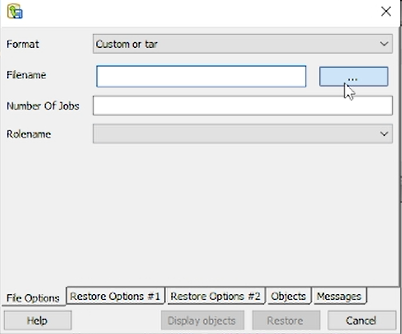 Format
Custom or tar
Filename
...
Number Of Jobs
Rolename
File Options
Restore Options #1
Restore Options #2
Objects
Messages
Help
Display objects
Restore
Cancel